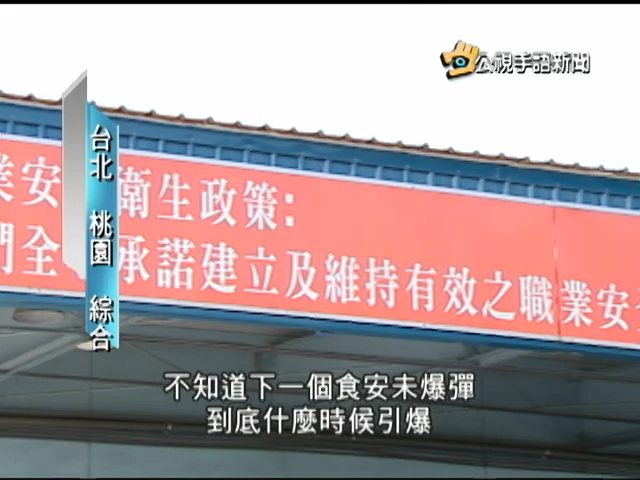 公視手語新聞
台北 桃園 綜合
業安 衛生政策：
們全 承諾建立及維持有效之職業安
不知道下一個食安未爆彈
到底什麼時候引爆